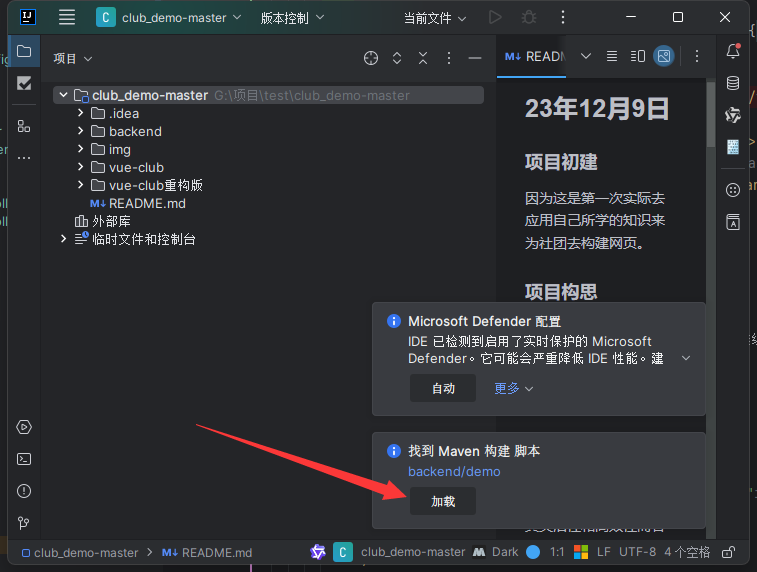 C club_demo-master 版本控制 当前文件
项目
club_demo-master G:\项目\test\club_demo-master
.idea
backend
img
vue-club
vue-club重构版
README.md
外部库
临时文件和控制台
READM
23年12月9日
项目初建
因为这是第一次实际去
应用自己所学的知识来
为社团去构建网页。
项目构思
Microsoft Defender 配置
IDE 已检测到启用了实时保护的 Microsoft
Defender。它可能会严重降低 IDE 性能。建
自动 更多
找到 Maven 构建 脚本
backend/demo
加载
club_demo-master > README.md C club_demo-master Dark 1:1 LF UTF-8 4 个空格